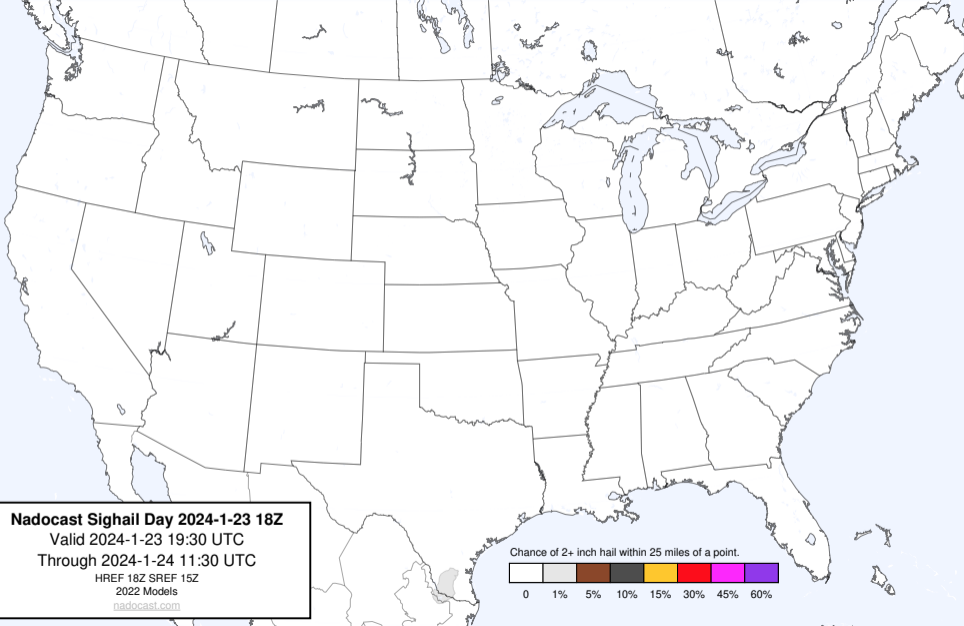 Nadocast Sighail Day 2024-1-23 18Z
Valid 2024-1-23 19:30 UTC
Through 2024-1-24 11:30 UTC
HREF 18Z SREF 15Z
2022 Models
nadocast.com
Chance of 2+ inch hail within 25 miles of a point.
0 1% 5% 10% 15% 30% 45% 60%